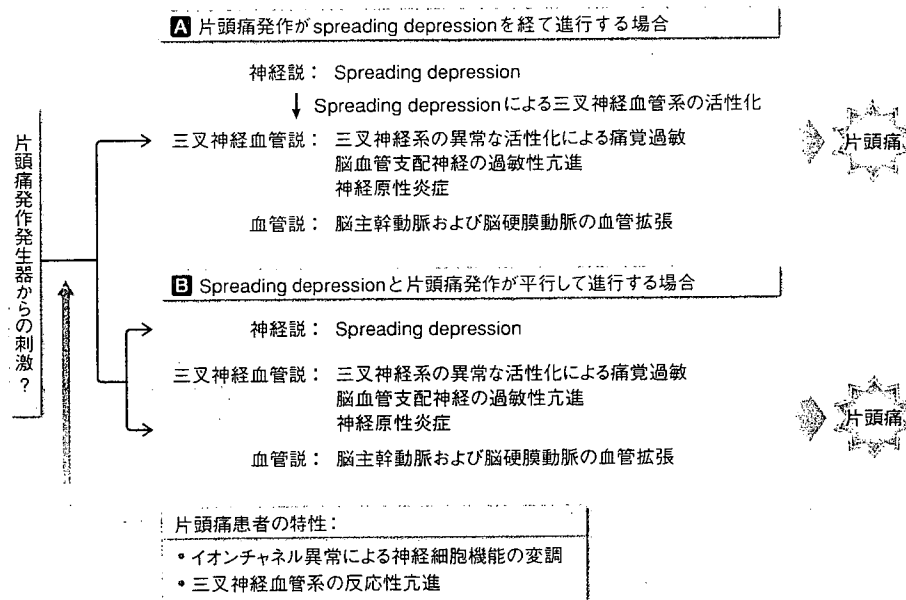 A 片頭痛発作がspreading depressionを経て進行する場合
神経説： Spreading depression
Spreading depressionによる三叉神経血管系の活性化
三叉神経血管説： 三叉神経系の異常な活性化による痛覚過敏
脳血管支配神経の過敏性亢進
神経原性炎症
血管説： 脳主幹動脈および脳硬膜動脈の血管拡張
片頭痛
片頭痛発作発生器からの刺激？
B Spreading depressionと片頭痛発作が平行して進行する場合
神経説： Spreading depression
三叉神経血管説： 三叉神経系の異常な活性化による痛覚過敏
脳血管支配神経の過敏性亢進
神経原性炎症
血管説： 脳主幹動脈および脳硬膜動脈の血管拡張
片頭痛
片頭痛患者の特性：
• イオンチャネル異常による神経細胞機能の変調
• 三叉神経血管系の反応性亢進